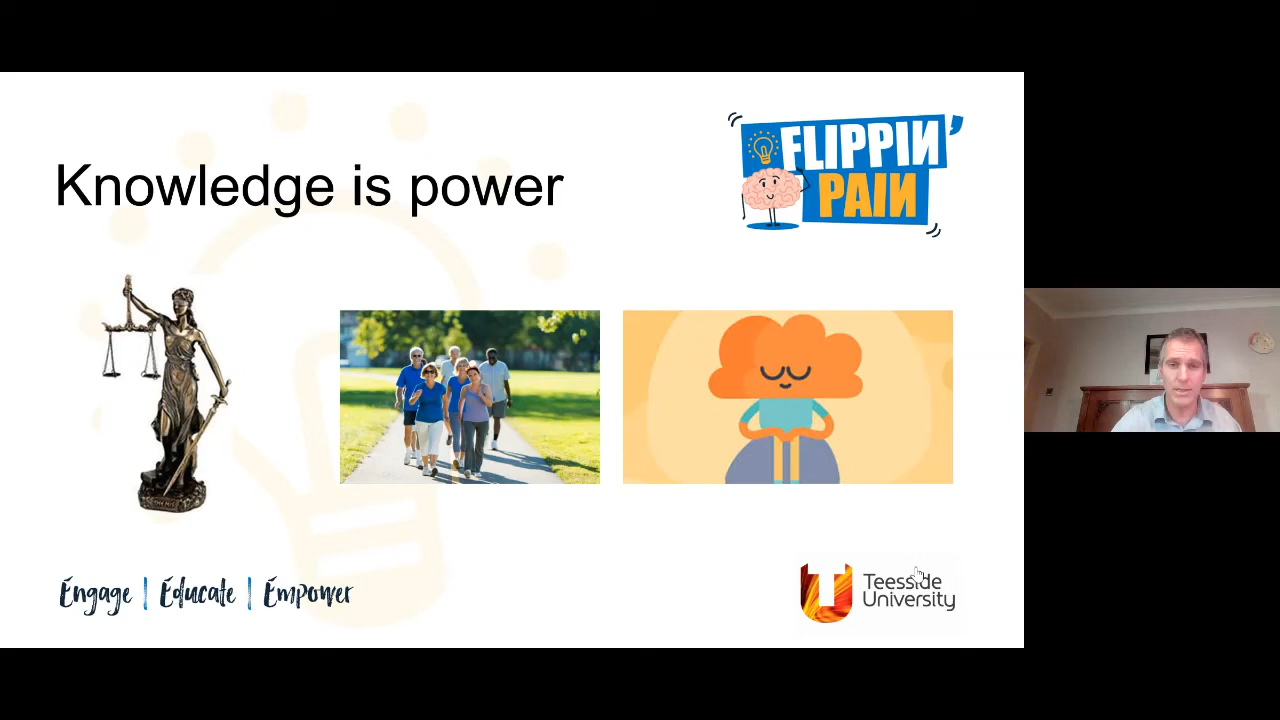 Knowledge is power
FLIPPIN'
PAIN
Engage | Educate | Empower
Teesside
University